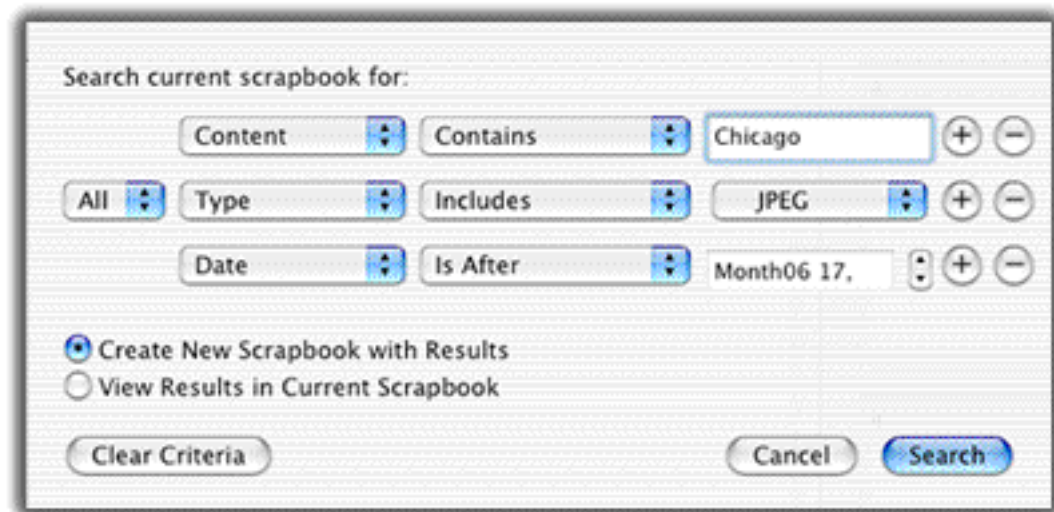 Search current scrapbook for:
Content Contains Chicago
All Type Includes JPEG
Date Is After Month06 17,
Create New Scrapbook with Results
View Results in Current Scrapbook
Clear Criteria Cancel Search